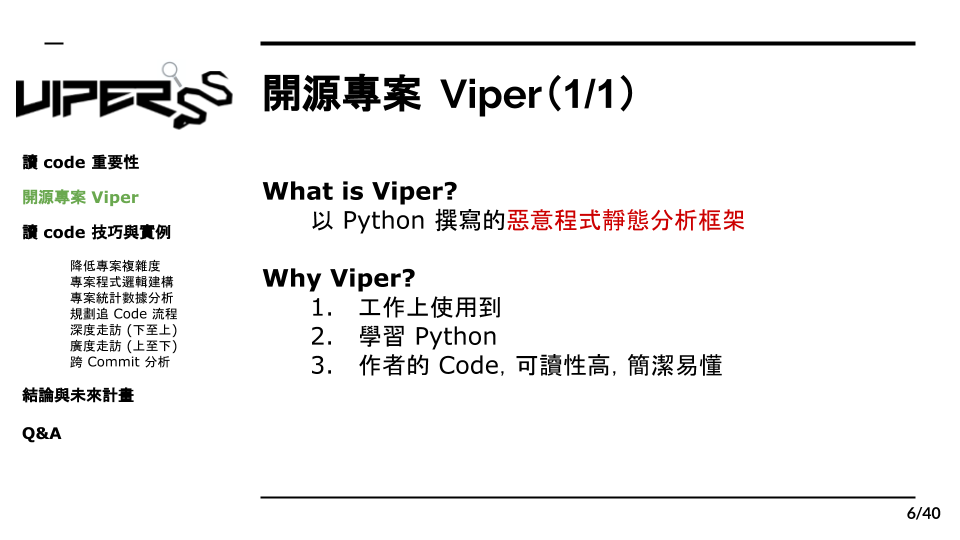 VIPER
開源專案 Viper（1/1）
讀 code 重要性
開源專案 Viper
讀 code 技巧與實例
降低專案複雜度
專案程式邏輯建構
專案統計數據分析
規劃追 Code 流程
深度走訪 (下至上)
廣度走訪 (上至下)
跨 Commit 分析
結論與未來計畫
Q&A
What is Viper?
以 Python 撰寫的惡意程式靜態分析框架
Why Viper?
1. 工作上使用到
2. 學習 Python
3. 作者的 Code, 可讀性高, 簡潔易懂
6/40